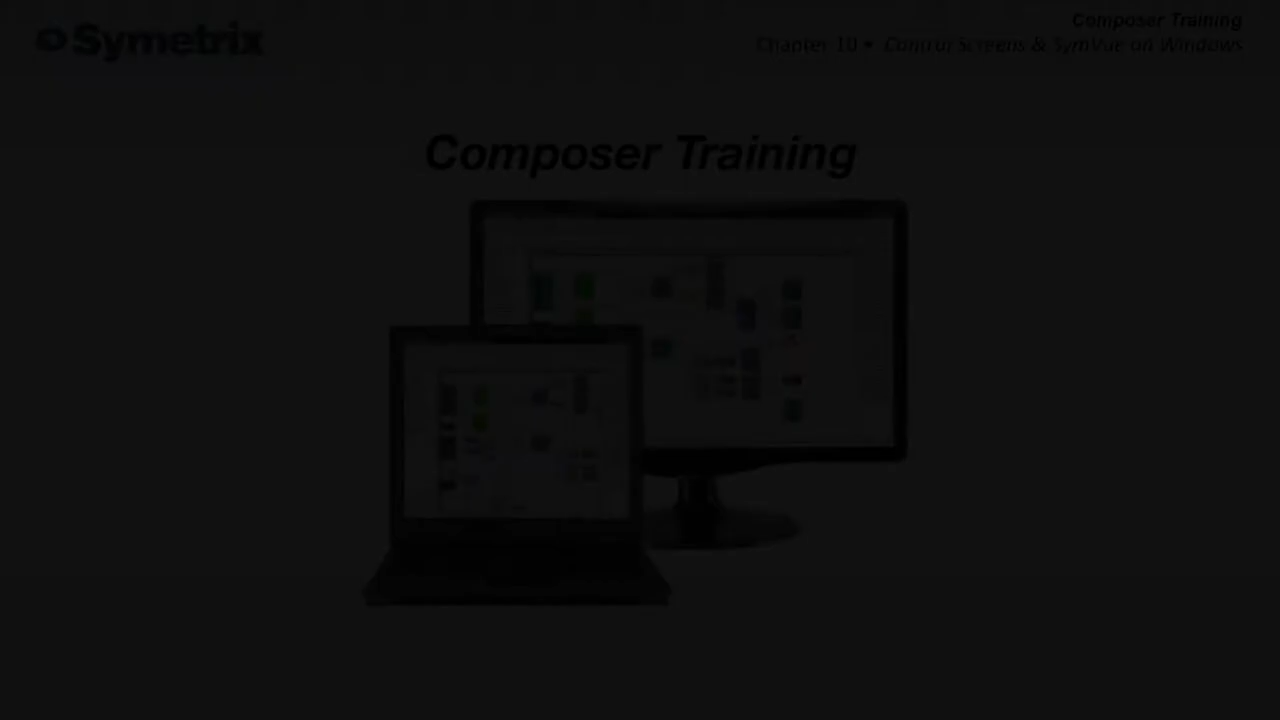 Symetrix
Composer Training
Chapter 10 • Control Screens & SymVue on Windows
Composer Training